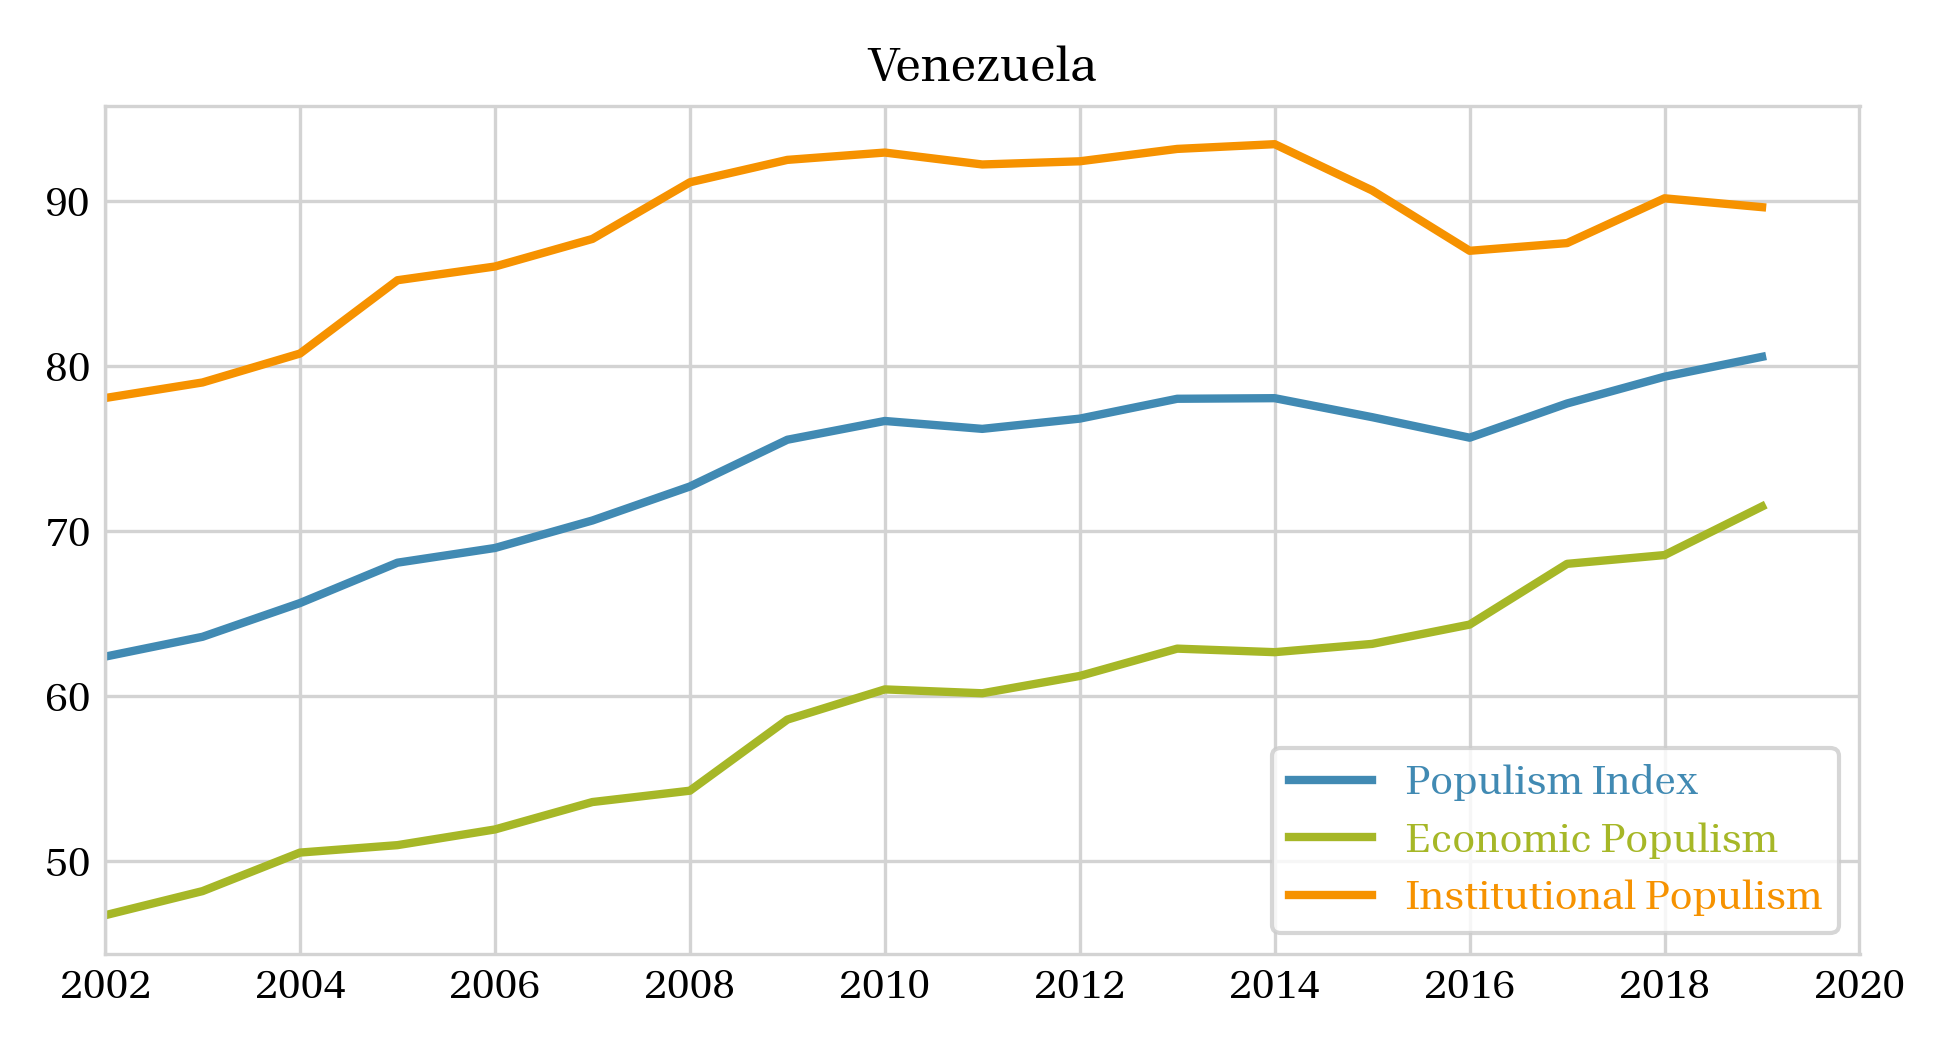 Venezuela
90
80
70
60
50
2002 2004 2006 2008 2010 2012 2014 2016 2018 2020
Populism Index
Economic Populism
Institutional Populism